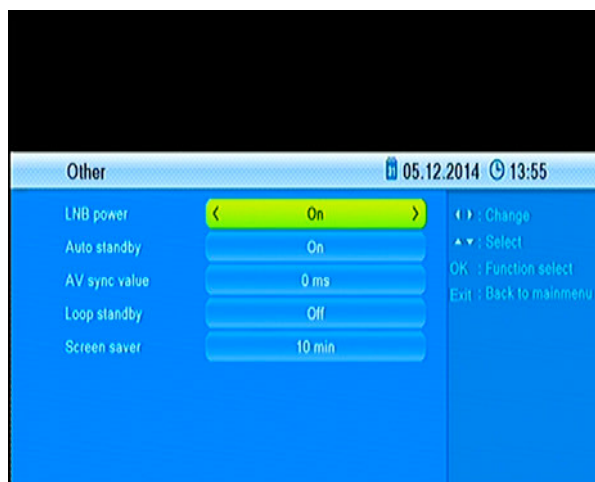 Other 05.12.2014 13:55
LNB power On
Auto standby On
AV sync value 0 ms
Loop standby Off
Screen saver 10 min
: Change
: Select
OK : Function select
Exit : Back to mainmenu